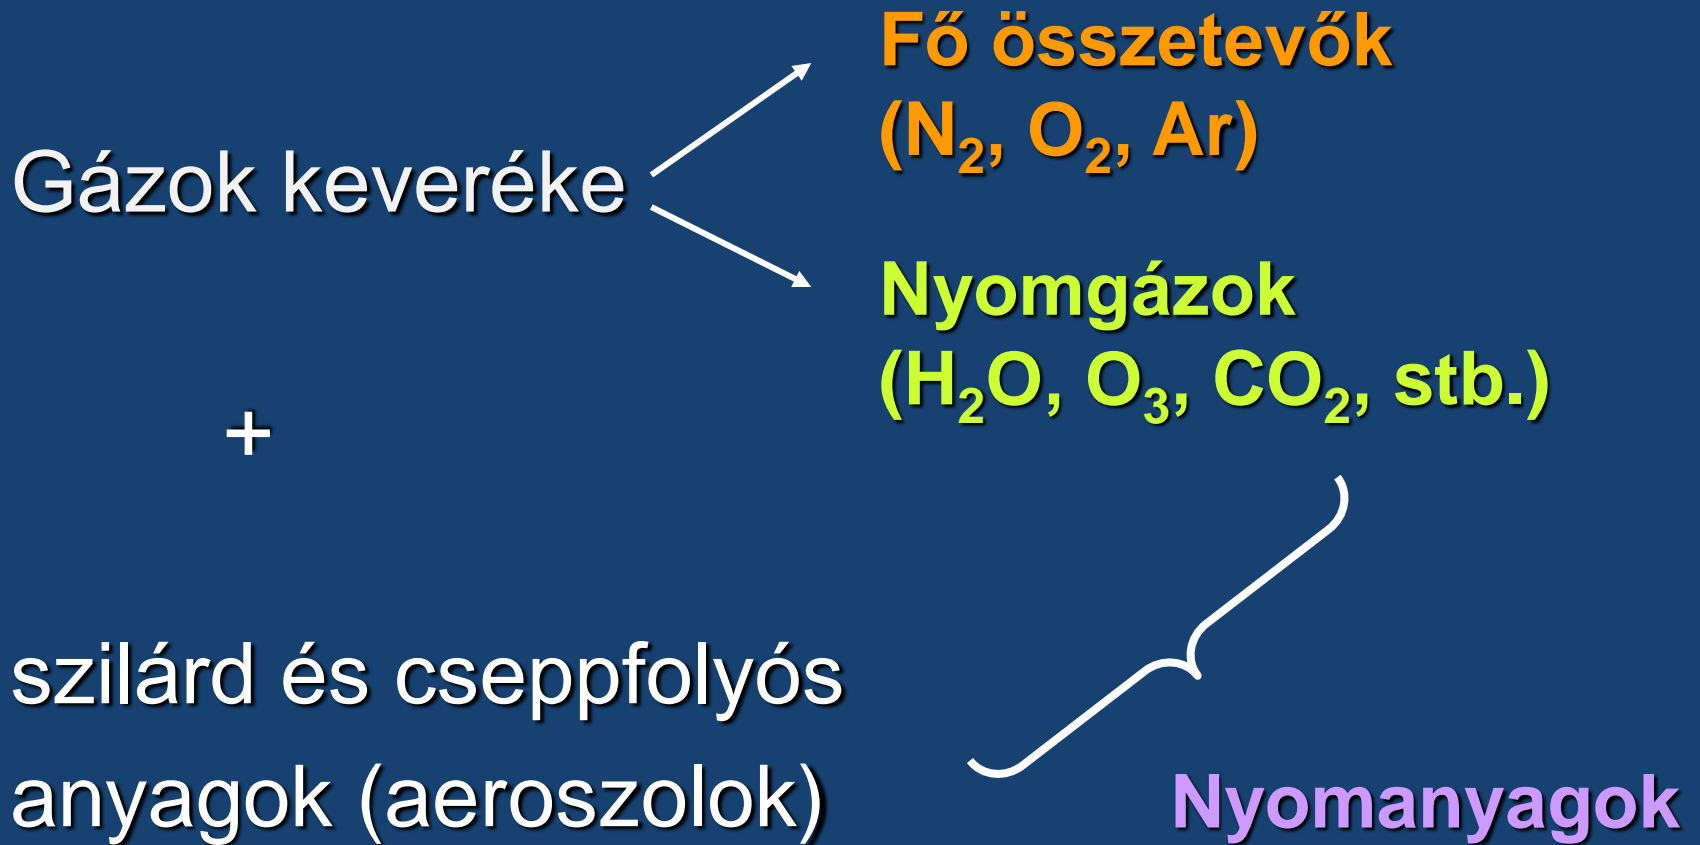 Fő összetevők
(N₂, O₂, Ar)
Gázok keveréke
Nyomgázok
(H₂O, O₃, CO₂, stb.)
+
szilárd és cseppfolyós
anyagok (aeroszolok)
Nyomanyagok